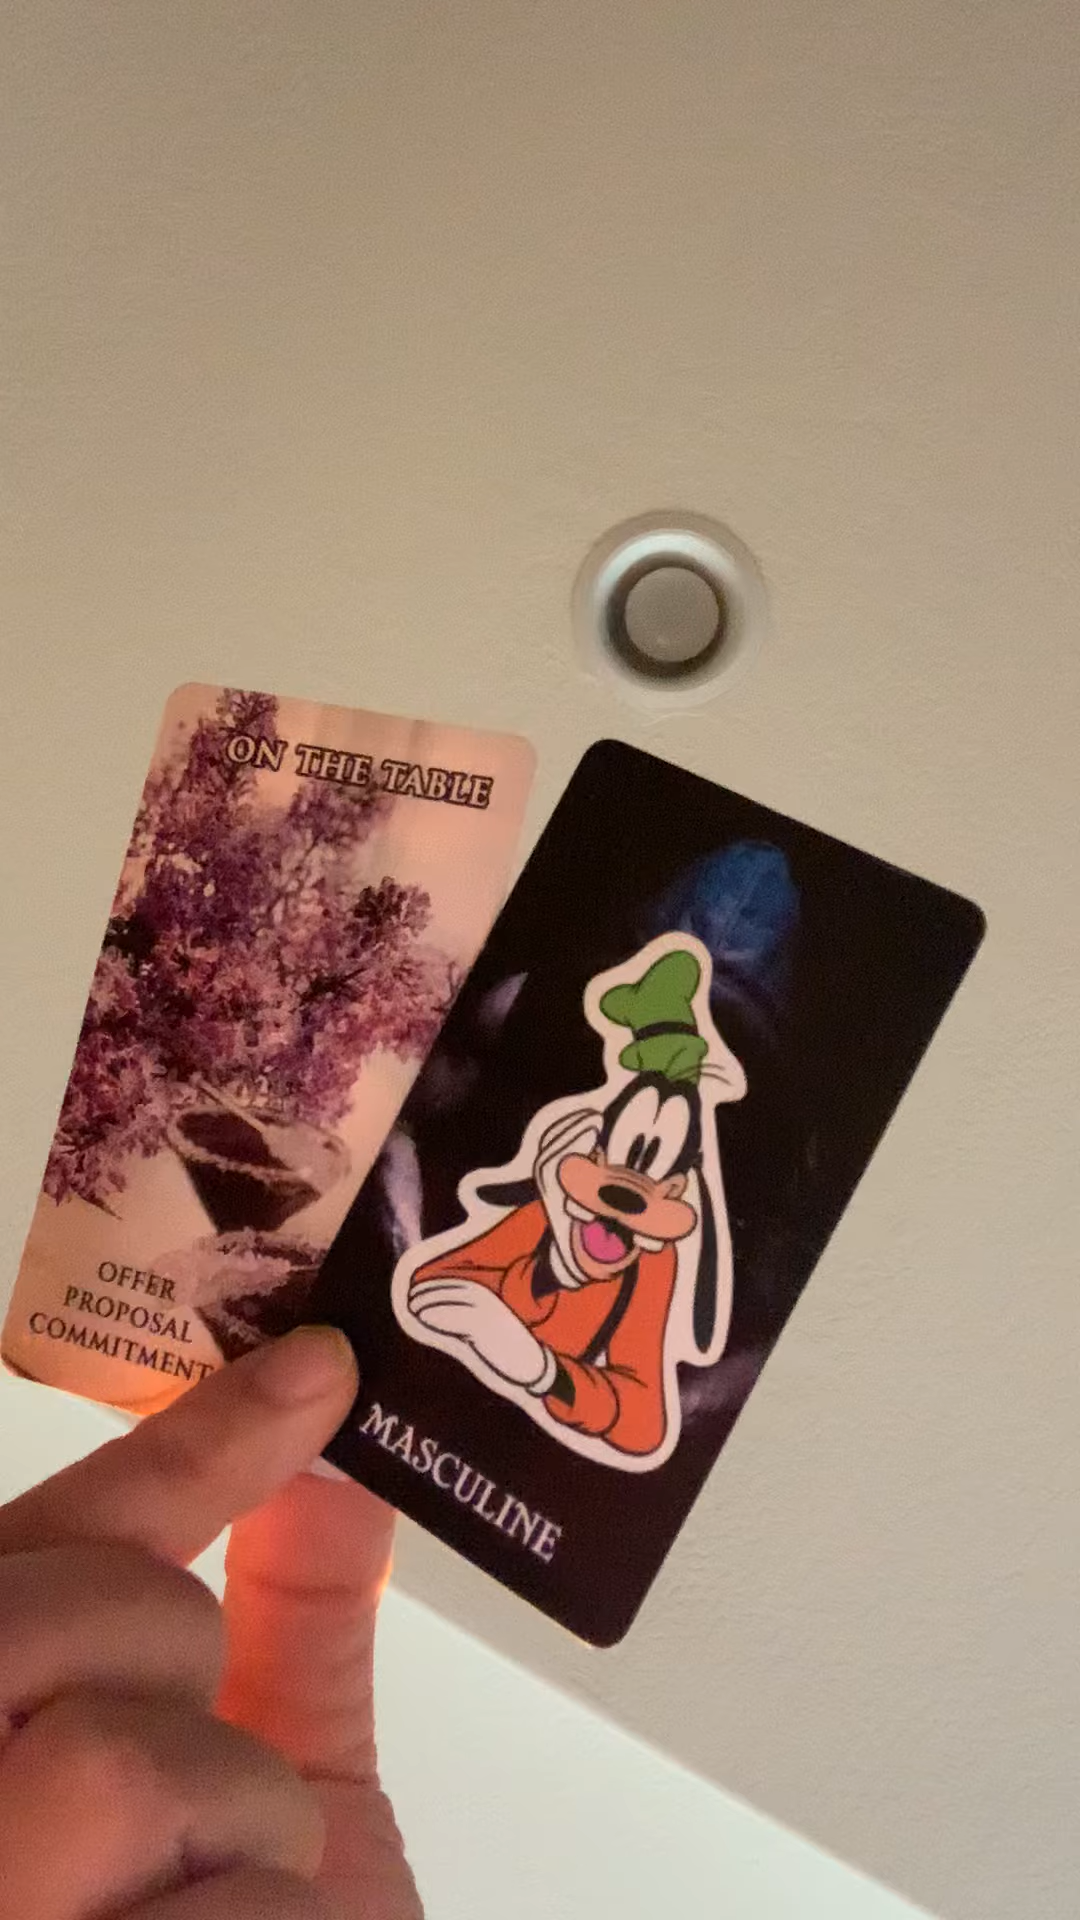 ON THE TABLE
OFFER
PROPOSAL
COMMITMENT
MASCULINE